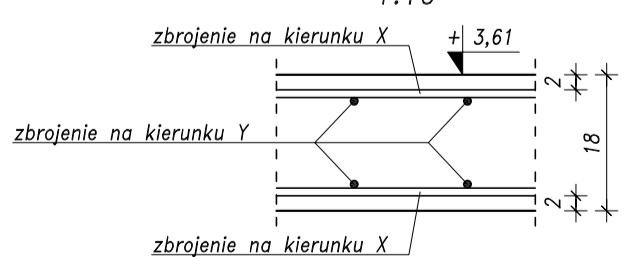 zbrojenie na kierunku X
+ 3,61
2
zbrojenie na kierunku Y
18
2
zbrojenie na kierunku X